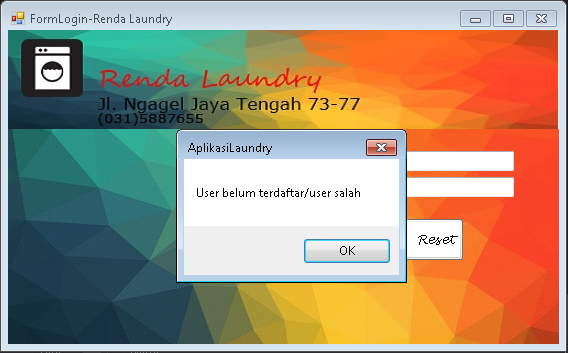 FormLogin-Renda Laundry
Renda Laundry
Jl. Ngagel Jaya Tengah 73-77
(031)5887655
AplikasiLaundry
User belum terdaftar/user salah
OK
Reset